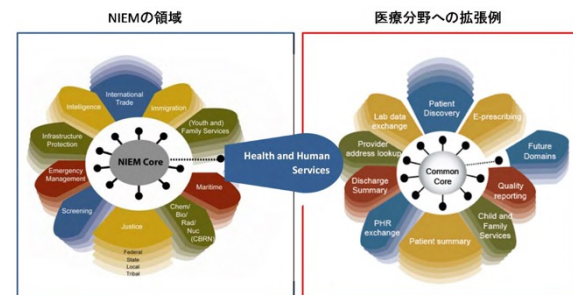 NIEMの領域
医療分野への拡張例
International
Trade
Intelligence
Immigration
Infrastructure
Protection
(Youth and)
Family Services
NIEM Core
Emergency
Management
Maritime
Screening
Justice
Chem/
Bio/
Rad/
Nuc
(CBRN)
Federal
State
Local
Tribal
Health and Human
Services
Patient
Discovery
Lab data
exchange
E-prescribing
Provider
address lookup
Future
Domains
Common
Core
Discharge
Summary
Quality
reporting
PHR
exchange
Child and
Family
Services
Patient summary